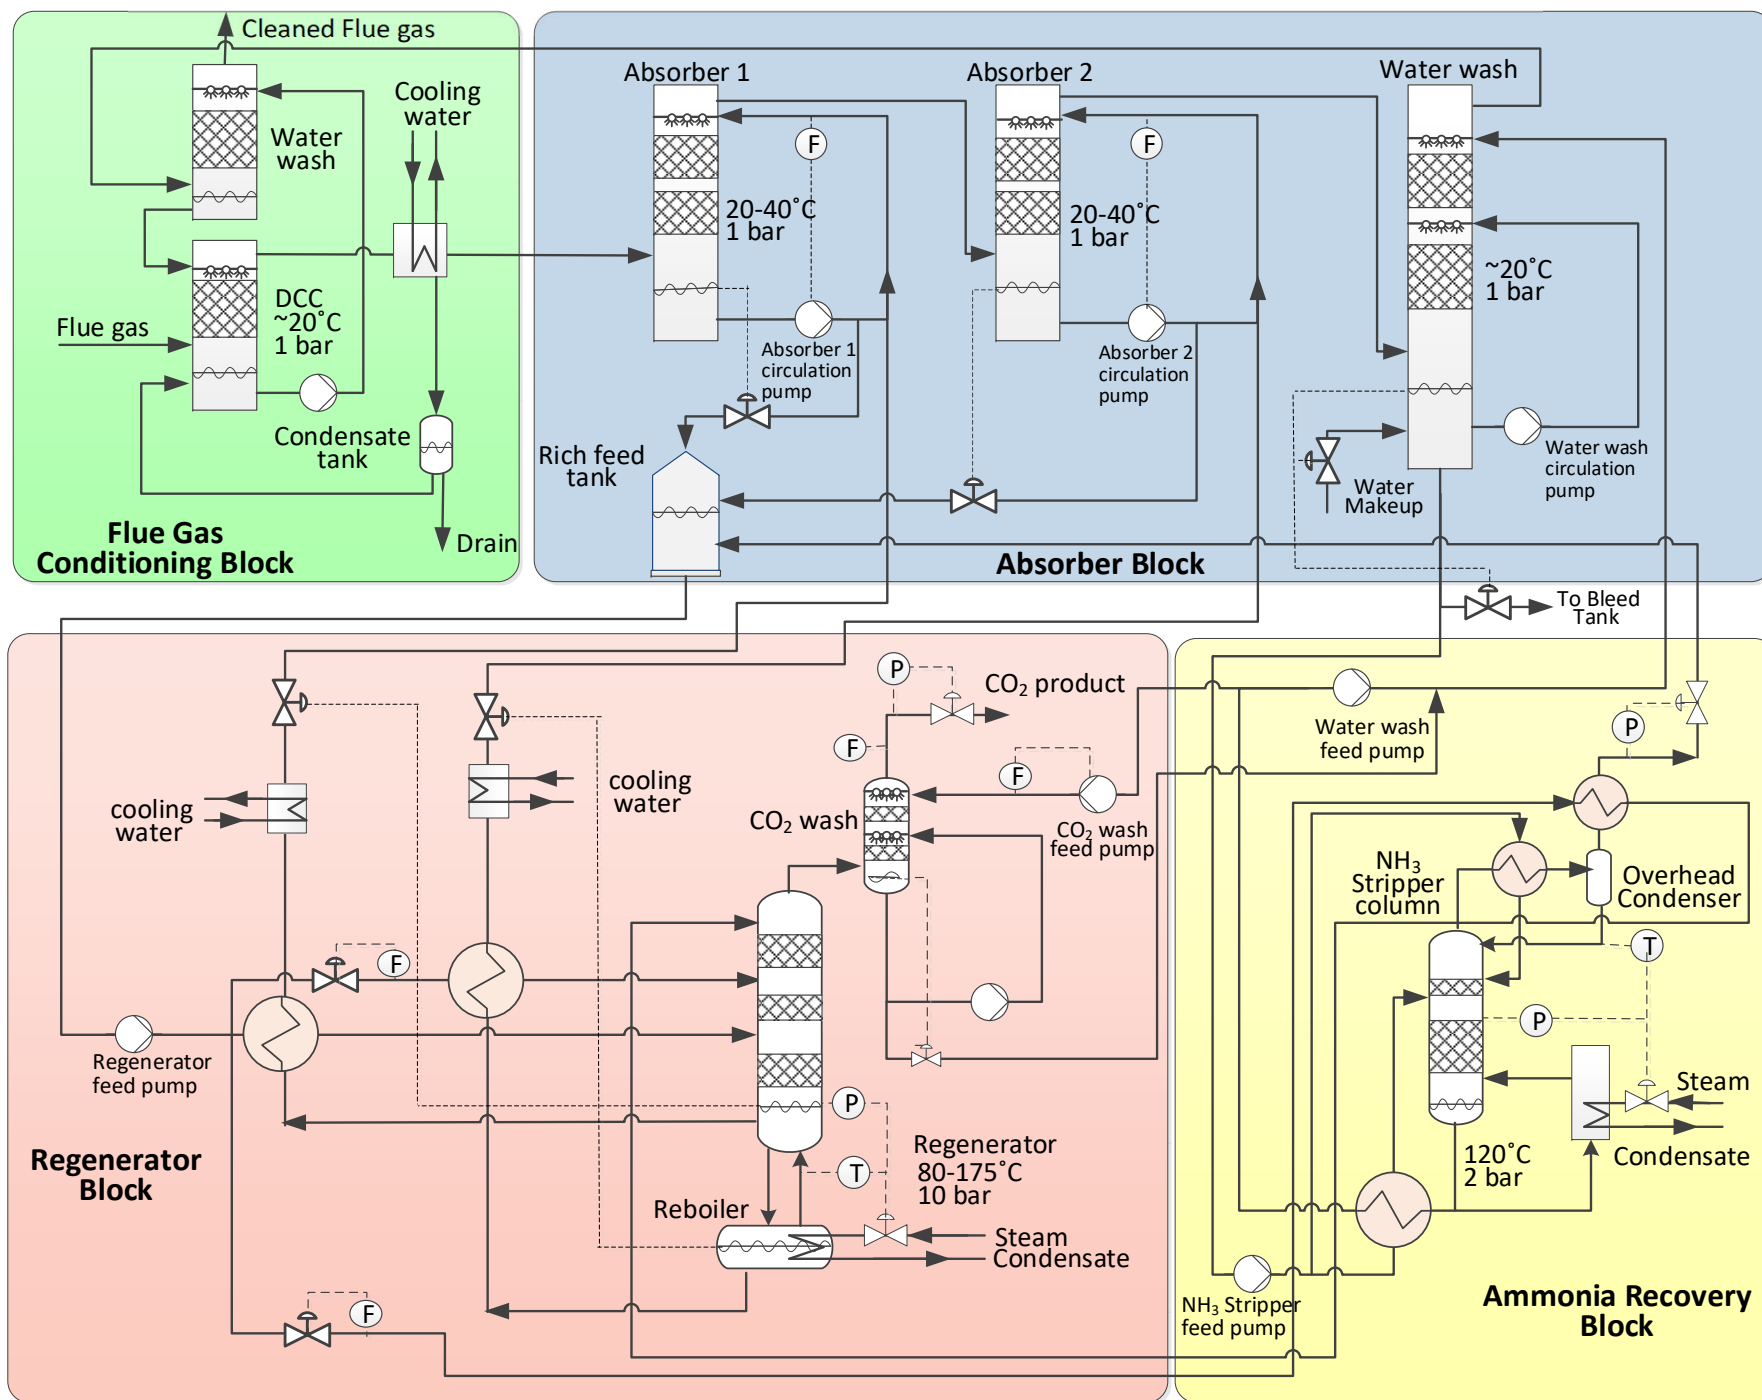 Cleaned Flue gas
Cooling
water
Water
wash
DCC
~20˚C
1 bar
Flue gas
Condensate
tank
Drain
Flue Gas
Conditioning Block
Absorber 1
F
20-40˚C
1 bar
Absorber 1
circulation
pump
Rich feed
tank
Absorber 2
F
20-40˚C
1 bar
Absorber 2
circulation
pump
Water wash
~20˚C
1 bar
Water wash
circulation
pump
Water
Makeup
Absorber Block
To Bleed
Tank
cooling
water
cooling
water
P
CO₂ product
F
F
CO₂ wash
CO₂ wash
feed pump
F
Regenerator
feed pump
P
Regenerator
80-175˚C
10 bar
T
Reboiler
Steam
Condensate
F
Regenerator
Block
Water wash
feed pump
P
NH₃
Stripper
column
Overhead
Condenser
T
P
Steam
Condensate
120˚C
2 bar
NH₃ Stripper
feed pump
Ammonia Recovery
Block